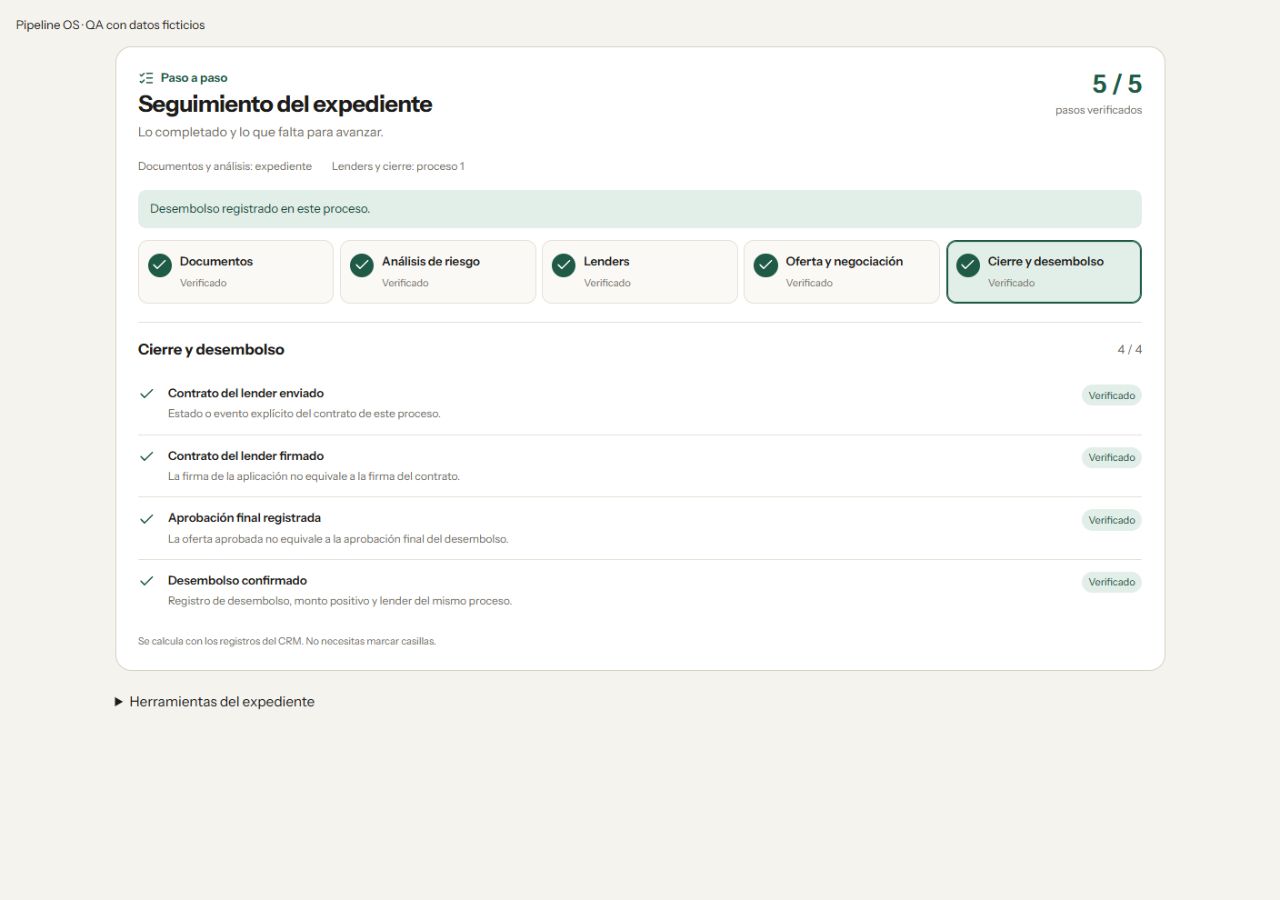 Pipeline OS · QA con datos ficticios
Paso a paso
Seguimiento del expediente
Lo completado y lo que falta para avanzar.
5 / 5
pasos verificados
Documentos y análisis: expediente
Lenders y cierre: proceso 1
Desembolso registrado en este proceso.
Documentos
Verificado
Análisis de riesgo
Verificado
Lenders
Verificado
Oferta y negociación
Verificado
Cierre y desembolso
Verificado
Cierre y desembolso
4 / 4
Contrato del lender enviado
Estado o evento explícito del contrato de este proceso.
Verificado
Contrato del lender firmado
La firma de la aplicación no equivale a la firma del contrato.
Verificado
Aprobación final registrada
La oferta aprobada no equivale a la aprobación final del desembolso.
Verificado
Desembolso confirmado
Registro de desembolso, monto positivo y lender del mismo proceso.
Verificado
Se calcula con los registros del CRM. No necesitas marcar casillas.
Herramientas del expediente